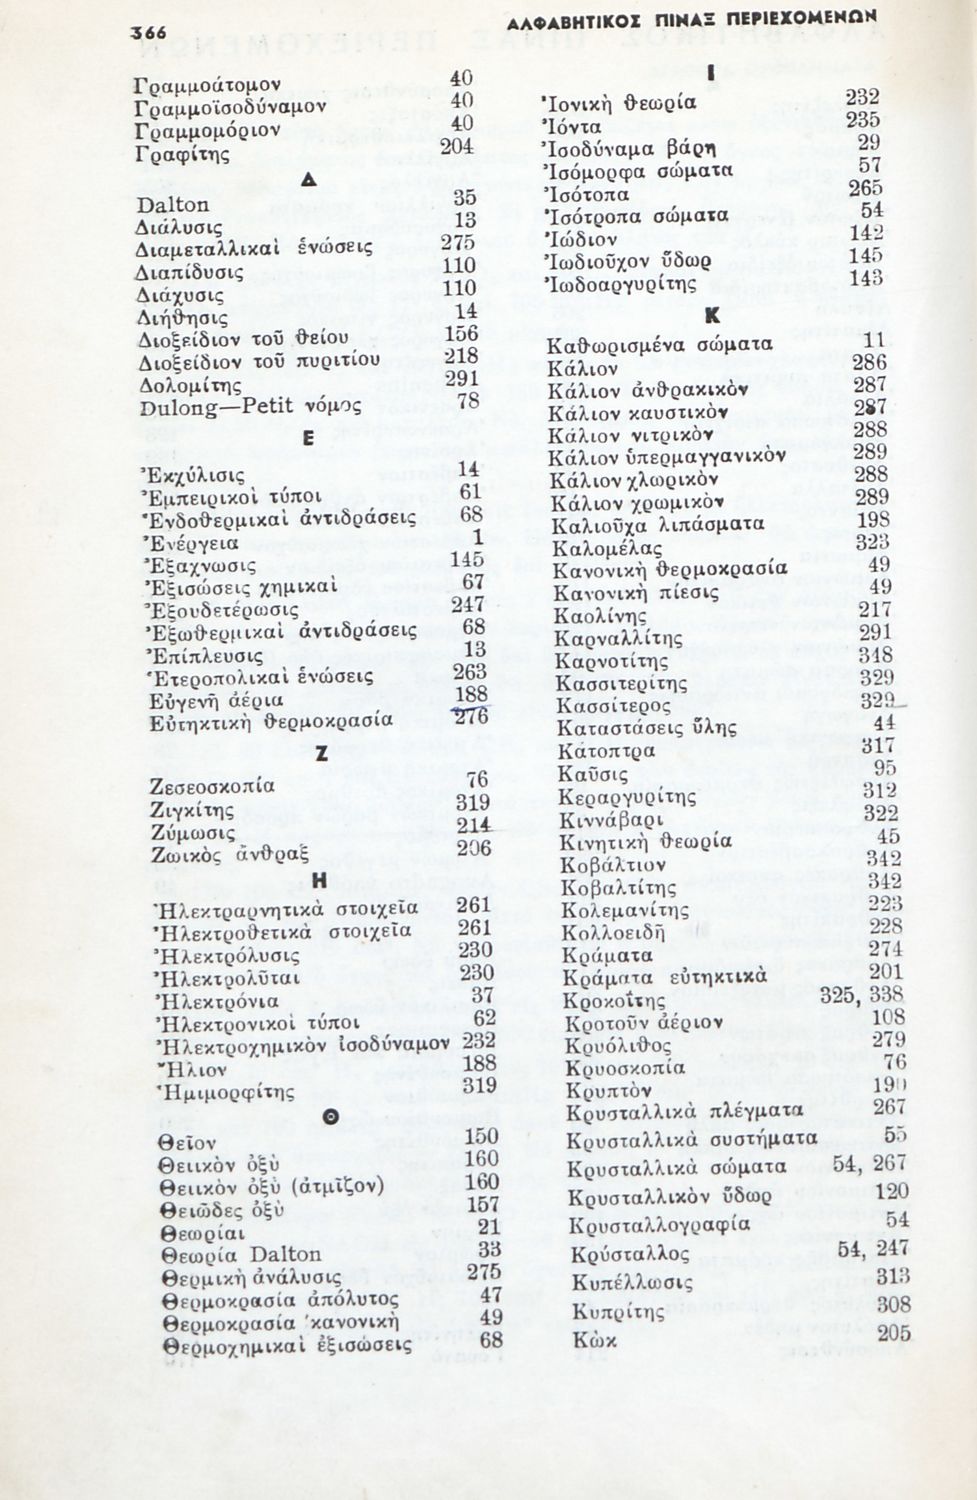 366
ΑΛΦΑΒΗΤΙΚΟΣ ΠΙΝΑΞ ΠΕΡΙΕΧΟΜΕΝΩΝ
Γραμμοάτομον 40
Γραμμοϊσοδύναμον 40
Γραμμομόριον 40
Γραφίτης 204
Δ
Dalton 35
Διάλυσις 13
Διαμεταλλικαὶ ἑνώσεις 275
Διαπίδυσις 110
Διάχυσις 110
Διήθησις 14
Διοξείδιον τοῦ θείου 156
Διοξείδιον τοῦ πυριτίου 218
Δολομίτης 291
Dulong—Petit νόμος 78
Ε
Ἐκχύλισις 14
Ἐμπειρικοὶ τύποι 61
Ἐνδοθερμικαὶ ἀντιδράσεις 68
Ἐνέργεια 1
Ἐξαχνωσις 145
Ἐξισώσεις χημικαὶ 67
Ἐξουδετέρωσις 247
Ἐξωθερμικαὶ ἀντιδράσεις 68
Ἐπίπλευσις 13
Ἑτεροπολικαὶ ἑνώσεις 263
Εὐγενῆ ἀέρια 188
Εὐτηκτικὴ θερμοκρασία 276
Ζ
Ζεσεοσκοπία 76
Ζιγκίτης 319
Ζύμωσις 214
Ζωικὸς ἄνθραξ 206
Η
Ἠλεκτραρνητικὰ στοιχεῖα 261
Ἠλεκτροθετικὰ στοιχεῖα 261
Ἠλεκτρόλυσις 230
Ἠλεκτρολῦται 230
Ἠλεκτρόνια 37
Ἠλεκτρονικοὶ τύποι 62
Ἠλεκτροχημικὸν ἰσοδύναμον 232
Ἥλιον 188
Ἡμιμορφίτης 319
Θ
Θεῖον 150
Θειικὸν ὀξὺ 160
Θειικὸν ὀξὺ (ἀτμῖζον) 160
Θειῶδες ὀξὺ 157
Θεωρίαι 21
Θεωρία Dalton 33
Θερμικὴ ἀνάλυσις 275
Θερμοκρασία ἀπόλυτος 47
Θερμοκρασία κανονικὴ 49
Θερμοχημικαὶ ἐξισώσεις 68
Ι
Ἰονικὴ θεωρία 232
Ἰόντα 235
Ἰσοδύναμα βάρη 29
Ἰσόμορφα σώματα 57
Ἰσότοπα 265
Ἰσότροπα σώματα 54
Ἰώδιον 142
Ἰωδιοῦχον ὕδωρ 145
Ἰωδοαργυρίτης 143
Κ
Καθωρισμένα σώματα 11
Κάλιον 286
Κάλιον ἀνθρακικὸν 287
Κάλιον καυστικὸν 287
Κάλιον νιτρικὸν 288
Κάλιον ὑπερμαγγανικὸν 289
Κάλιον χλωρικὸν 288
Κάλιον χρωμικὸν 289
Καλιοῦχα λιπάσματα 198
Καλομέλας 323
Κανονικὴ θερμοκρασία 49
Κανονικὴ πίεσις 49
Καολίνης 217
Καρναλλίτης 291
Καρνοτίτης 348
Κασσιτερίτης 329
Κασσίτερος 329
Καταστάσεις ὕλης 44
Κάτοπτρα 317
Καῦσις 95
Κεραργυρίτης 312
Κιννάβαρι 322
Κινητικὴ θεωρία 45
Κοβάλτιον 342
Κοβαλτίτης 342
Κολεμανίτης 223
Κολλοειδῆ 228
Κράματα 274
Κράματα εὐτηκτικὰ 201
Κροκοΐτης 325, 338
Κροτοῦν ἀέριον 108
Κρυόλιθος 279
Κρυοσκοπία 76
Κρυπτὸν 190
Κρυσταλλικὰ πλέγματα 267
Κρυσταλλικὰ συστήματα 55
Κρυσταλλικὰ σώματα 54, 267
Κρυσταλλικὸν ὕδωρ 120
Κρυσταλλογραφία 54
Κρύσταλλος 54, 247
Κυπέλλωσις 313
Κυπρίτης 308
Κὼκ 205